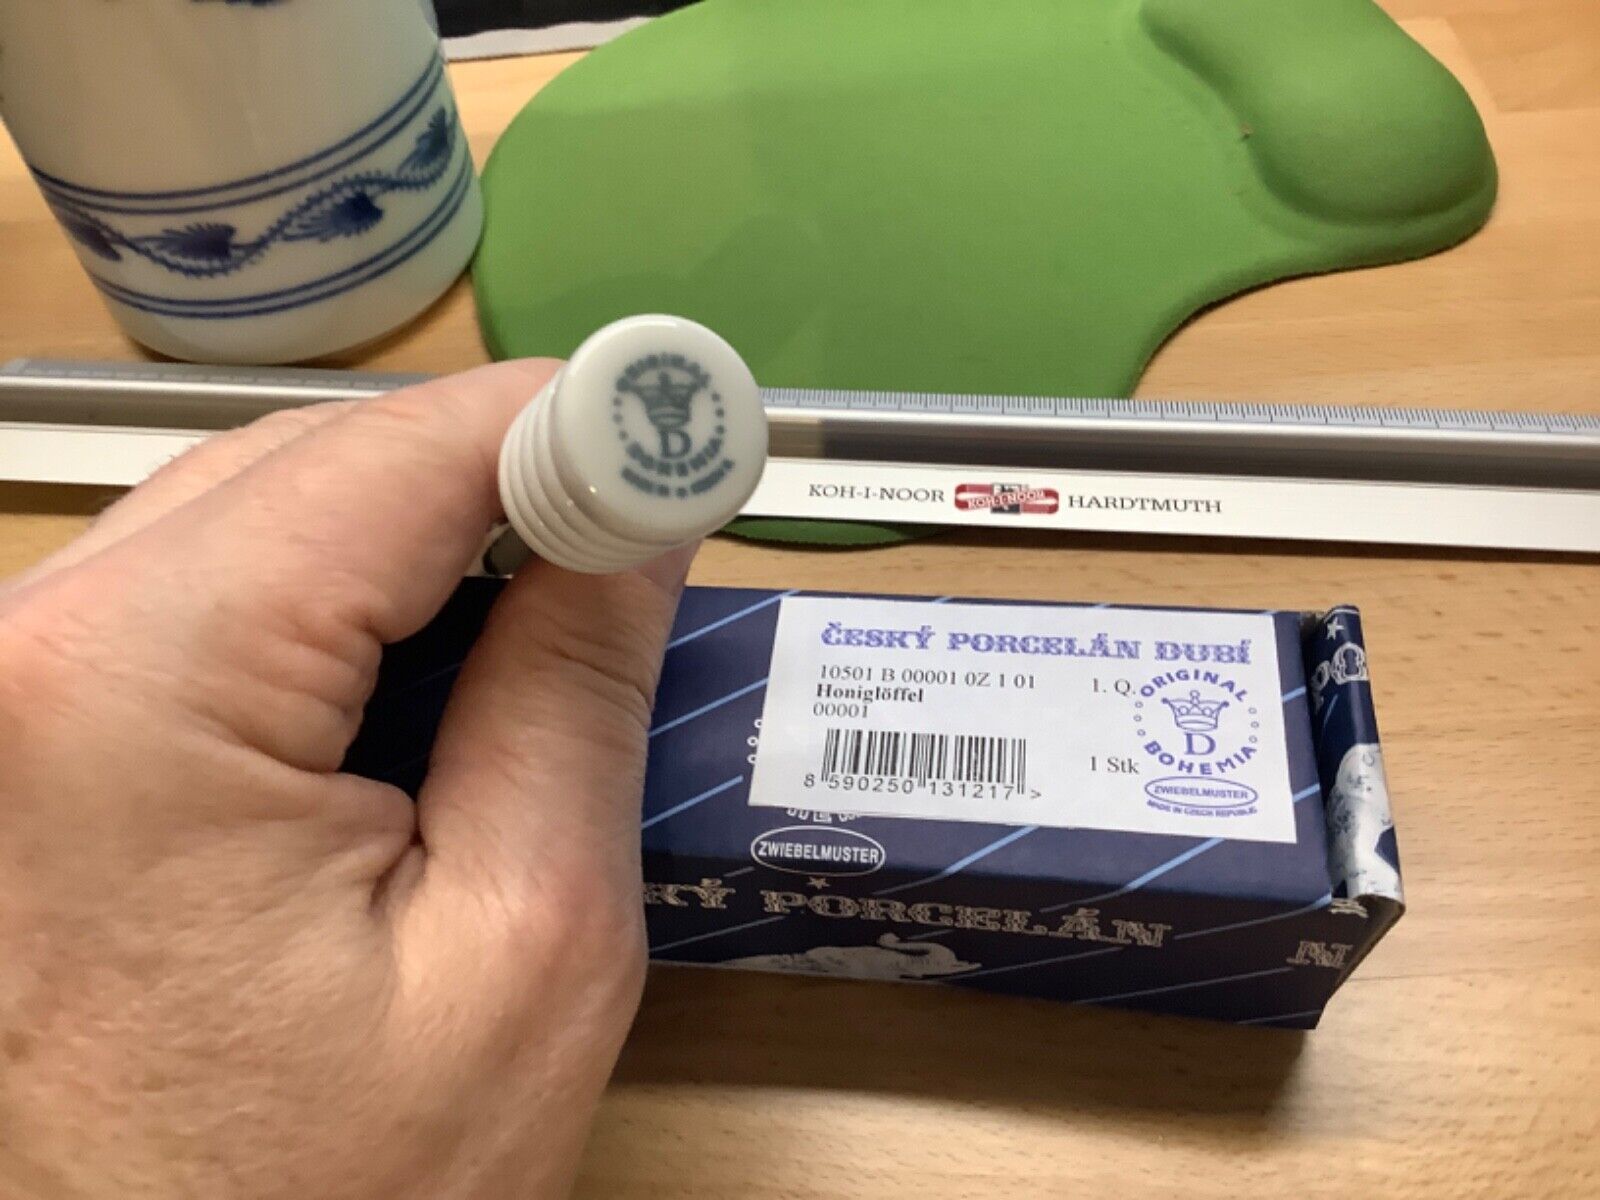 ORIGINAL
D
BOHEMIA
KOH-I-NOOR KOH-I-NOOR HARDTMUTH
ČESKÝ PORCELÁN DUBÍ
10501 B 00001 0Z 1 01 1. Q.
Honiglöffel
00001
8 590250 131217 >
1 Stk
ORIGINAL
D
BOHEMIA
ZWIEBELMUSTER
MADE IN CZECH REPUBLIC
ZWIEBELMUSTER
KÝ PORCELÁN